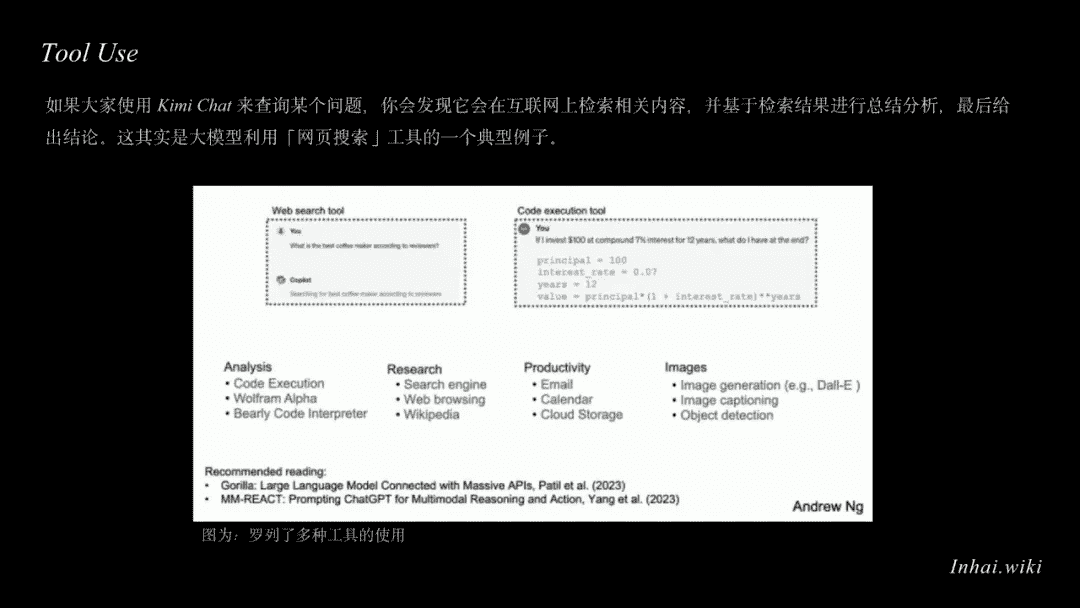 Tool Use
如果大家使用 Kimi Chat 来查询某个问题，你会发现它会在互联网上检索相关内容，并基于检索结果进行总结分析，最后给
出结论。这其实是大模型利用「网页搜索」工具的一个典型例子。
Web search tool
You
What is the best coffee maker according to reviewers?
Copilot
Searching for best coffee maker according to reviewers
Code execution tool
You
If I invest $100 at compound 7% interest for 12 years, what do I have at the end?
principal = 100
interest_rate = 0.07
years = 12
value = principal*(1 + interest_rate)**years
Analysis
• Code Execution
• Wolfram Alpha
• Bearly Code Interpreter
Research
• Search engine
• Web browsing
• Wikipedia
Productivity
• Email
• Calendar
• Cloud Storage
Images
• Image generation (e.g., Dall-E )
• Image captioning
• Object detection
Recommended reading:
• Gorilla: Large Language Model Connected with Massive APIs, Patil et al. (2023)
• MM-REACT: Prompting ChatGPT for Multimodal Reasoning and Action, Yang et al. (2023)
Andrew Ng
图为：罗列了多种工具的使用
Inhai.wiki